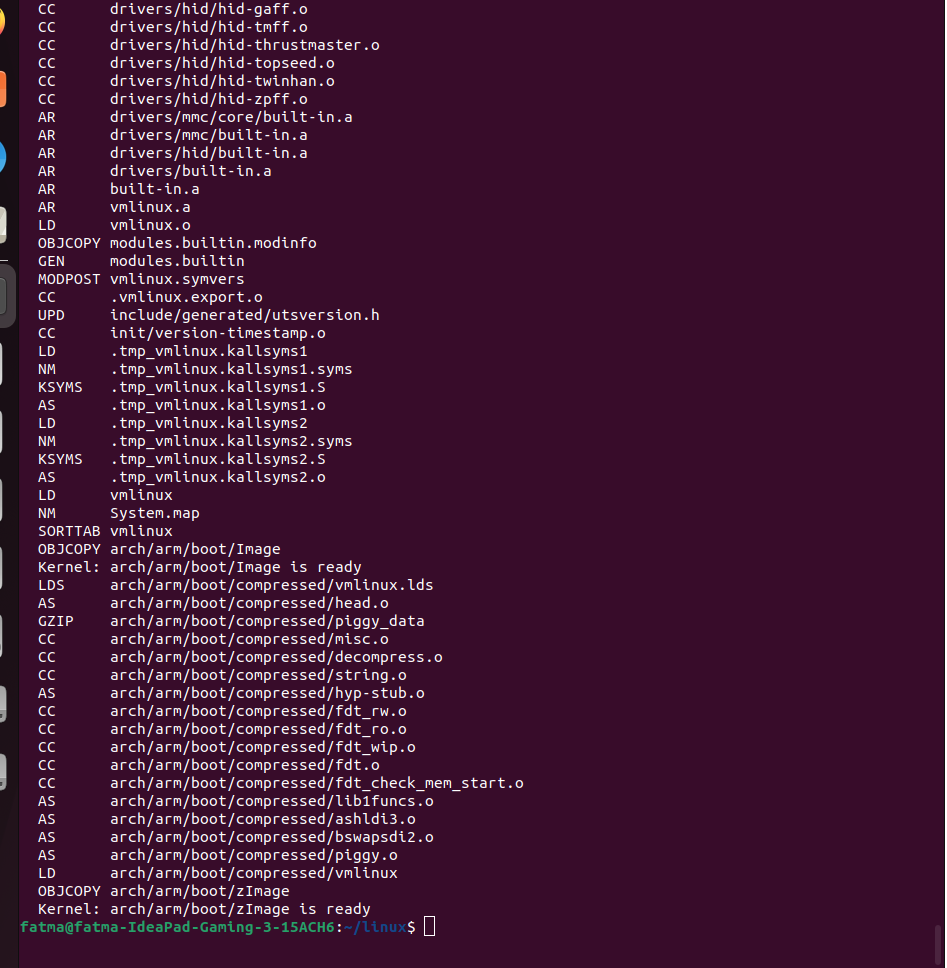 CC      drivers/hid/hid-gaff.o
CC      drivers/hid/hid-tmff.o
CC      drivers/hid/hid-thrustmaster.o
CC      drivers/hid/hid-topseed.o
CC      drivers/hid/hid-twinhan.o
CC      drivers/hid/hid-zpff.o
AR      drivers/mmc/core/built-in.a
AR      drivers/mmc/built-in.a
AR      drivers/hid/built-in.a
AR      drivers/built-in.a
AR      built-in.a
AR      vmlinux.a
LD      vmlinux.o
OBJCOPY modules.builtin.modinfo
GEN     modules.builtin
MODPOST vmlinux.symvers
CC      .vmlinux.export.o
UPD     include/generated/utsversion.h
CC      init/version-timestamp.o
LD      .tmp_vmlinux.kallsyms1
NM      .tmp_vmlinux.kallsyms1.syms
KSYMS   .tmp_vmlinux.kallsyms1.S
AS      .tmp_vmlinux.kallsyms1.o
LD      .tmp_vmlinux.kallsyms2
NM      .tmp_vmlinux.kallsyms2.syms
KSYMS   .tmp_vmlinux.kallsyms2.S
AS      .tmp_vmlinux.kallsyms2.o
LD      vmlinux
NM      System.map
SORTTAB vmlinux
OBJCOPY arch/arm/boot/Image
Kernel: arch/arm/boot/Image is ready
LDS     arch/arm/boot/compressed/vmlinux.lds
AS      arch/arm/boot/compressed/head.o
GZIP    arch/arm/boot/compressed/piggy_data
CC      arch/arm/boot/compressed/misc.o
CC      arch/arm/boot/compressed/decompress.o
CC      arch/arm/boot/compressed/string.o
AS      arch/arm/boot/compressed/hyp-stub.o
CC      arch/arm/boot/compressed/fdt_rw.o
CC      arch/arm/boot/compressed/fdt_ro.o
CC      arch/arm/boot/compressed/fdt_wip.o
CC      arch/arm/boot/compressed/fdt.o
CC      arch/arm/boot/compressed/fdt_check_mem_start.o
AS      arch/arm/boot/compressed/lib1funcs.o
AS      arch/arm/boot/compressed/ashldi3.o
AS      arch/arm/boot/compressed/bswapsdi2.o
AS      arch/arm/boot/compressed/piggy.o
LD      arch/arm/boot/compressed/vmlinux
OBJCOPY arch/arm/boot/zImage
Kernel: arch/arm/boot/zImage is ready
fatma@fatma-IdeaPad-Gaming-3-15ACH6:~/linux$